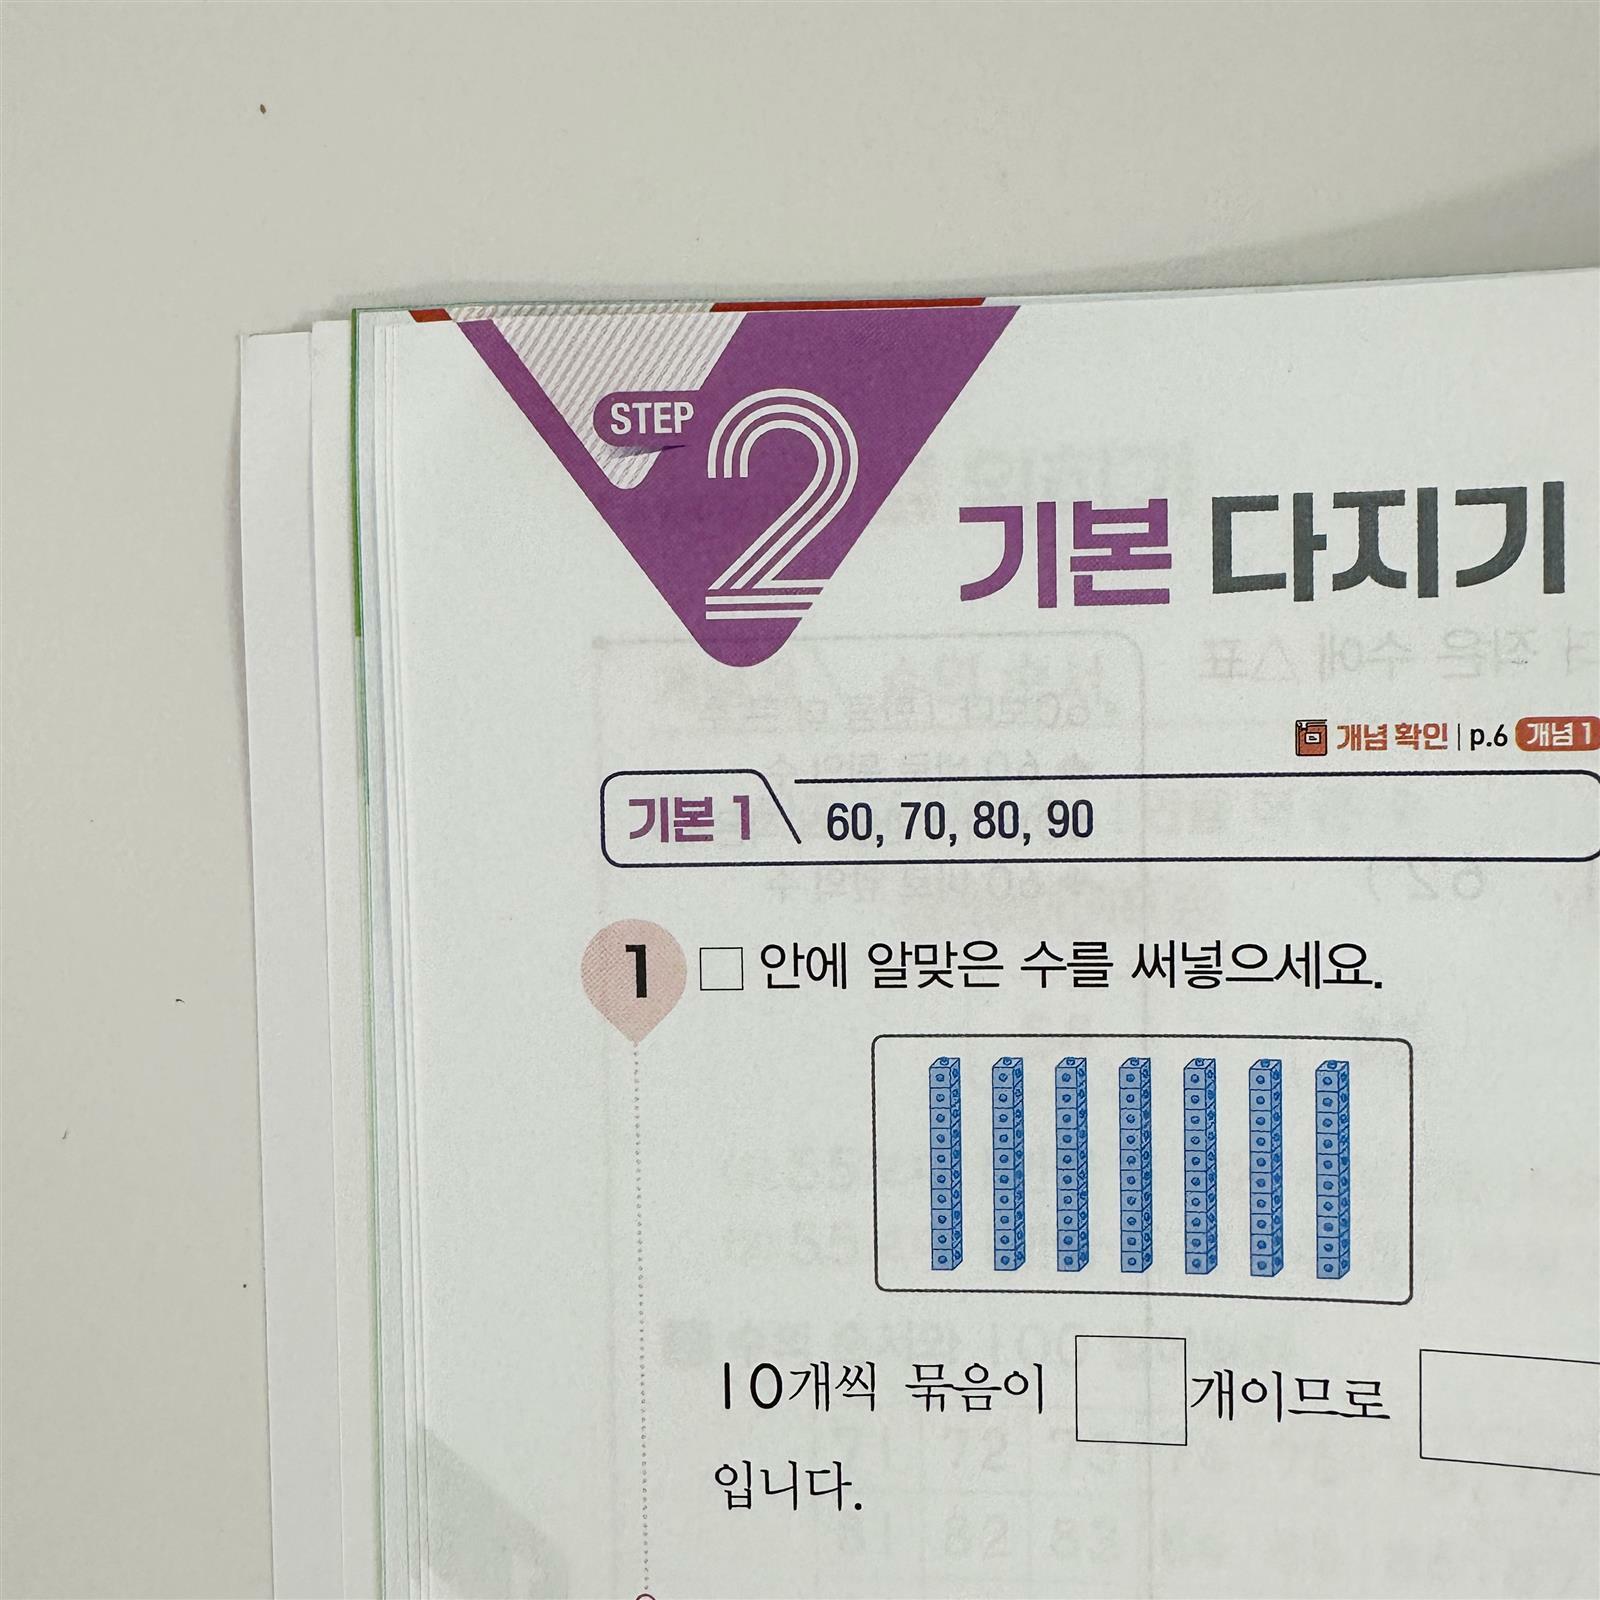 STEP
2
기본 다지기
개념 확인 | p.6 개념 1
기본 1 60, 70, 80, 90
1 □ 안에 알맞은 수를 써넣으세요.
10개씩 묶음이 □개이므로
입니다.